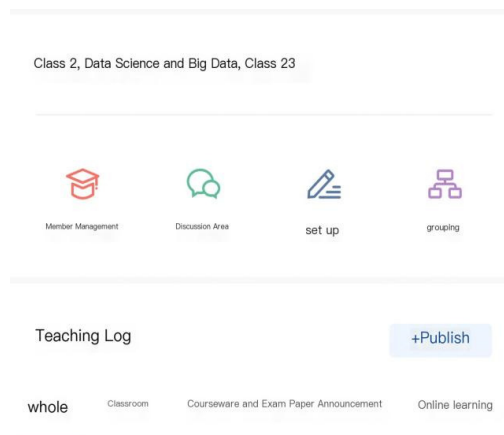 Class 2, Data Science and Big Data, Class 23
Member Management Discussion Area set up grouping
Teaching Log +Publish
whole Classroom Courseware and Exam Paper Announcement Online learning